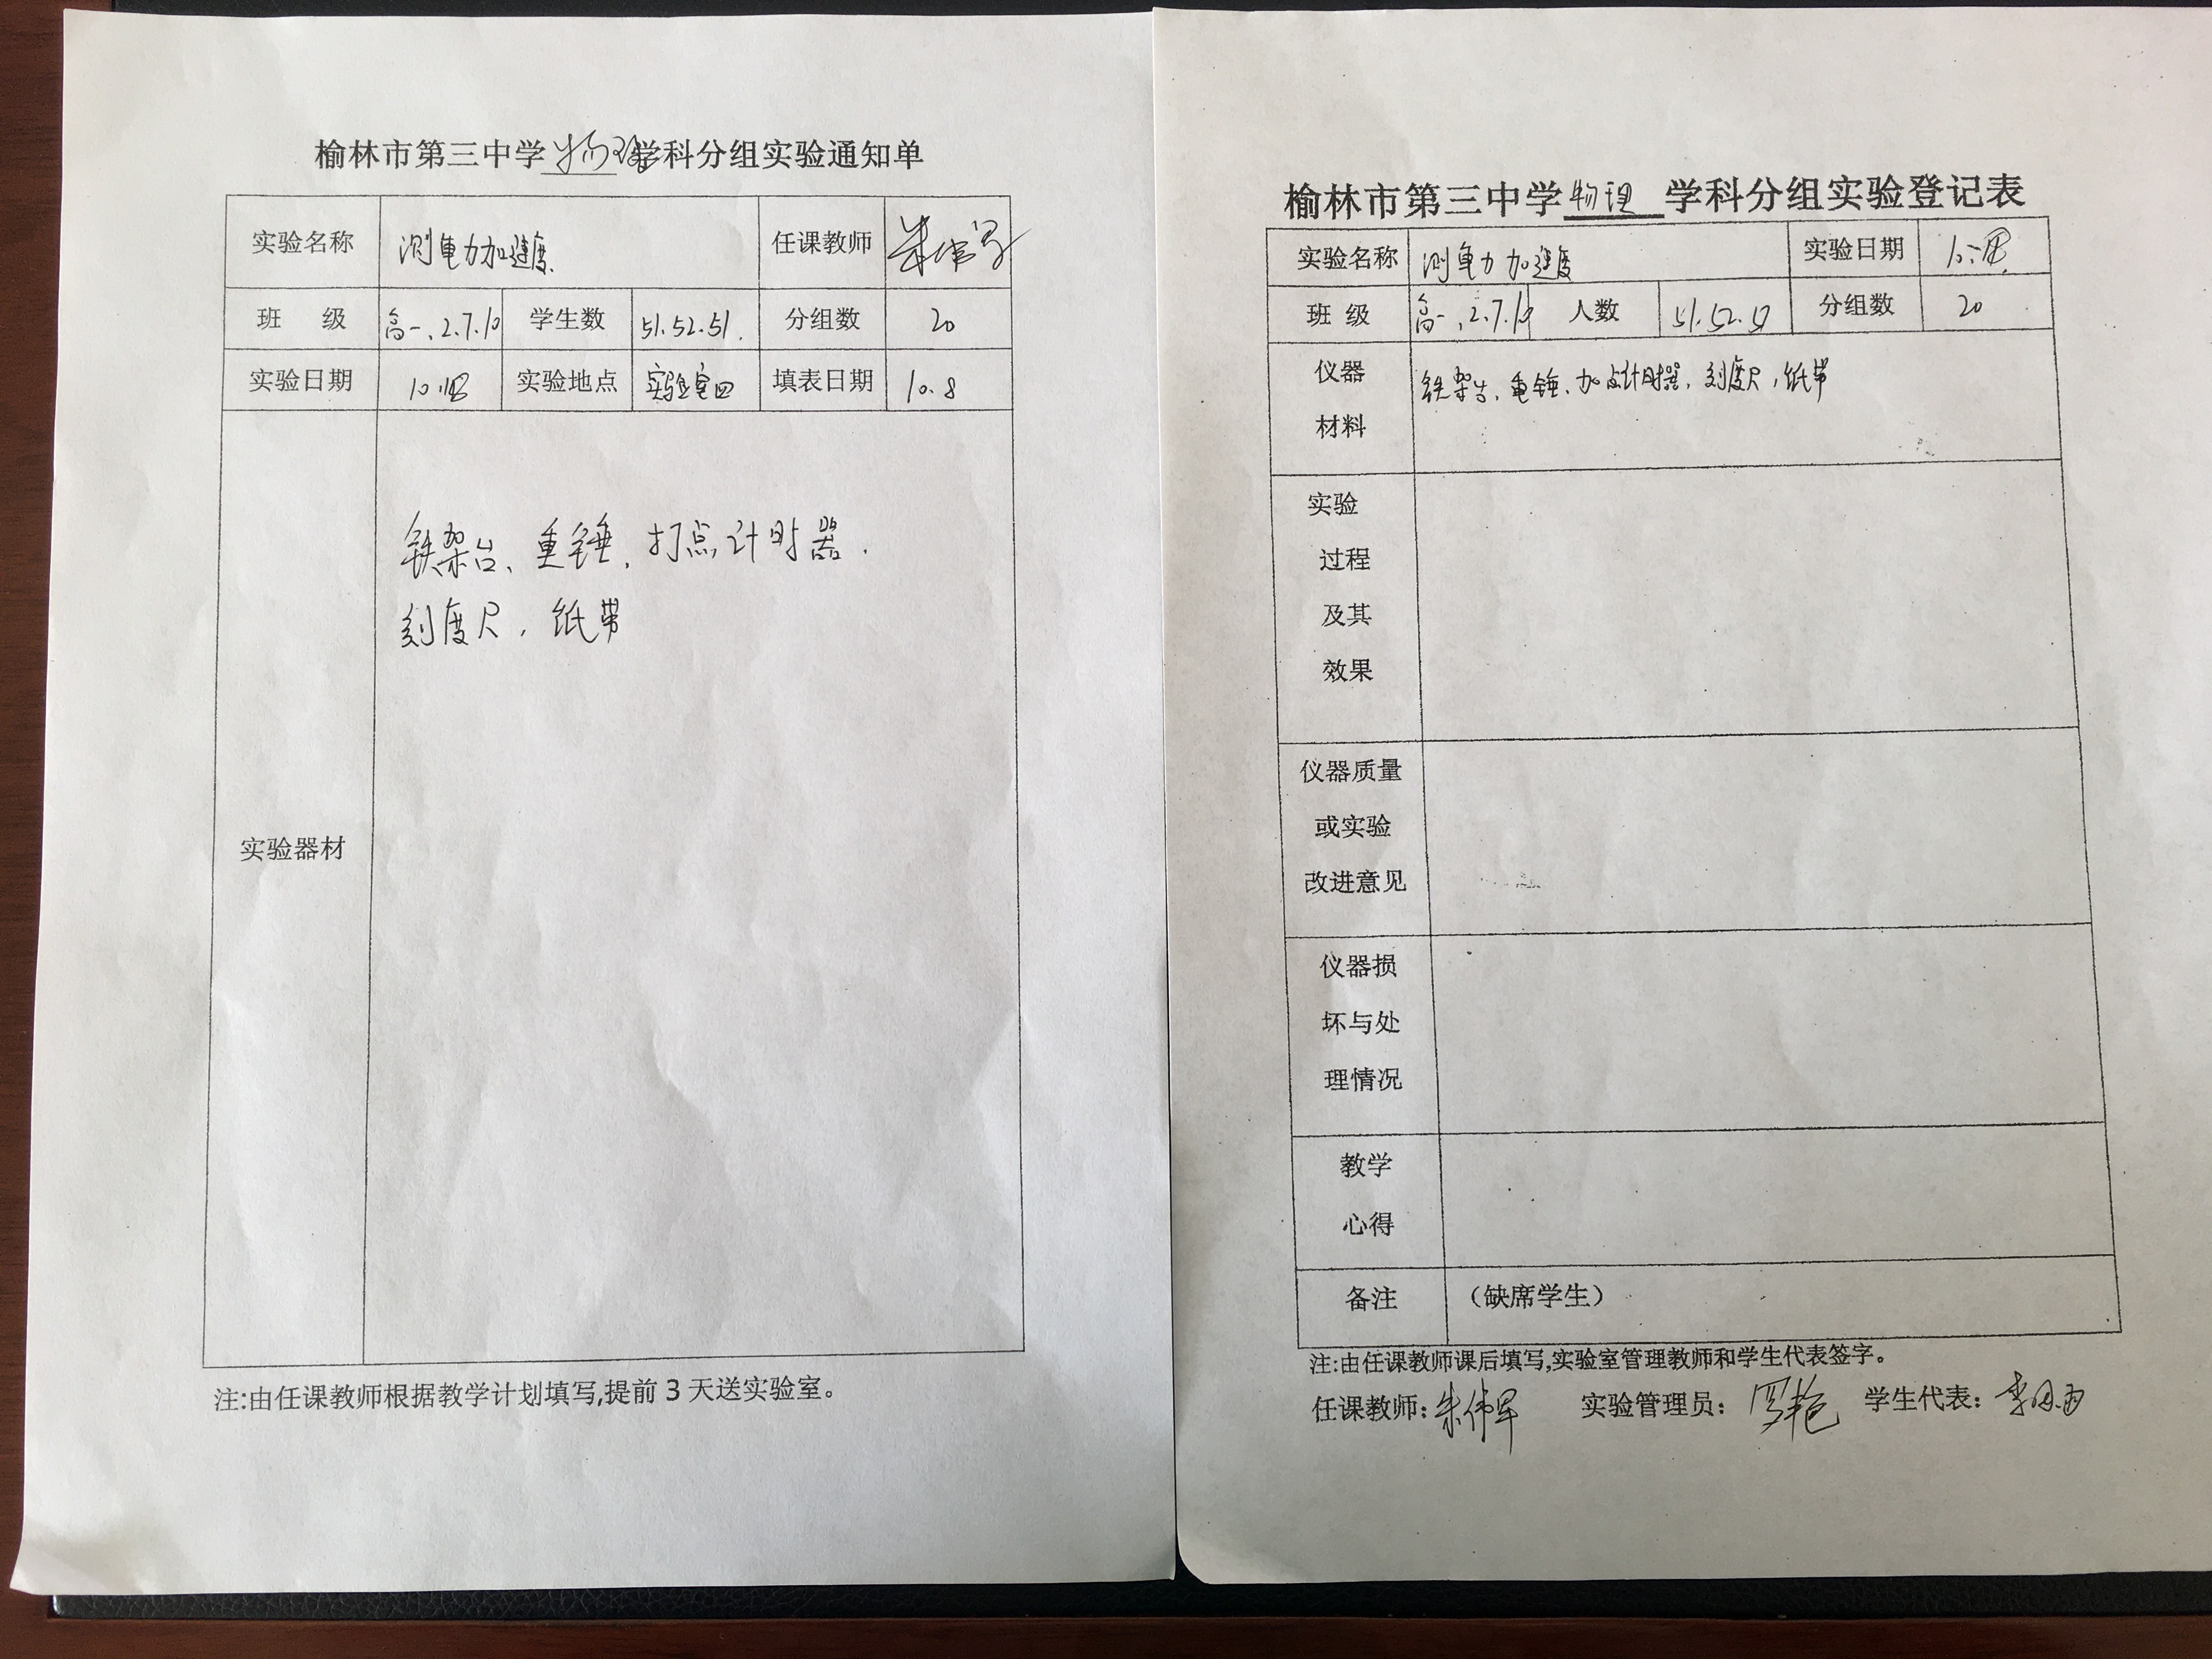 榆林市第三中学物理学科分组实验通知单
实验名称 测重力加速度 任课教师
班 级 高一、2.7.10 学生数 51.52.51. 分组数 20
实验日期 实验地点 实验室四 填表日期 10.8
实验器材
铁架台、重锤、打点计时器.
刻度尺,纸带
注:由任课教师根据教学计划填写,提前3天送实验室。
榆林市第三中学物理学科分组实验登记表
实验名称 测重力加速度 实验日期
班 级 高一、2.7.10 人数 51.52.51 分组数 20
仪器
材料
铁架台、重锤、打点计时器、刻度尺,纸带
实验
过程
及其
效果
仪器质量
或实验
改进意见
仪器损
坏与处
理情况
教学
心得
备注 (缺席学生)
注:由任课教师课后填写,实验室管理教师和学生代表签字。
任课教师:朱伟军 实验管理员:罗艳 学生代表: